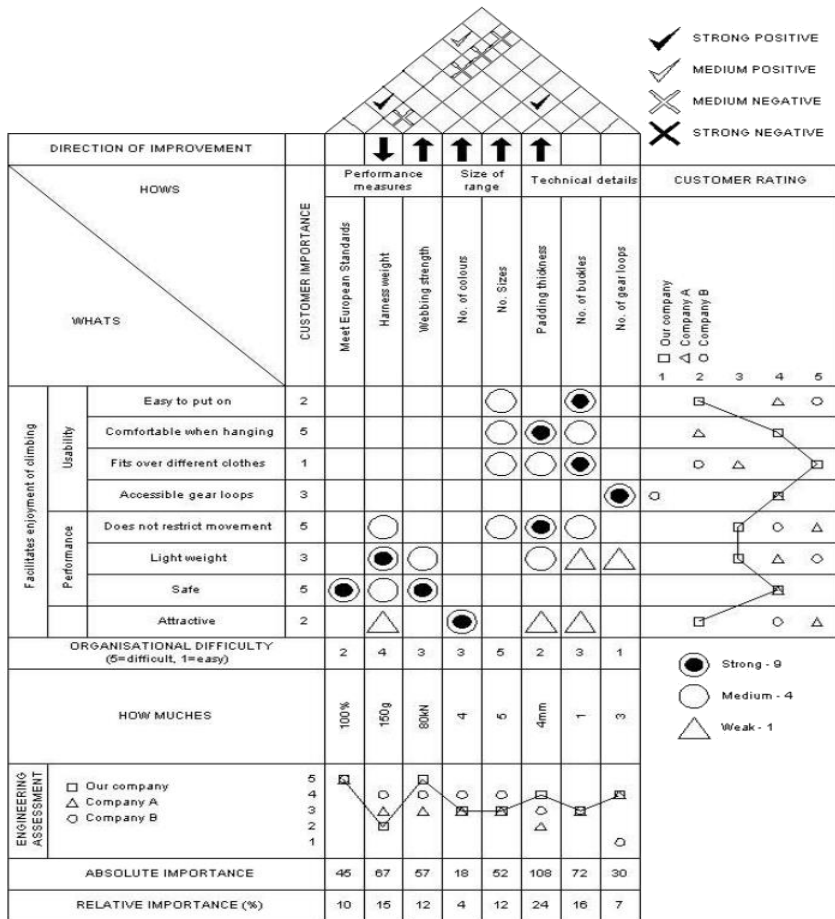 STRONG POSITIVE
MEDIUM POSITIVE
MEDIUM NEGATIVE
STRONG NEGATIVE
DIRECTION OF IMPROVEMENT
HOWS
WHATS
CUSTOMER IMPORTANCE
Performance measures
Size of range
Technical details
CUSTOMER RATING
Meet European Standards
Harness weight
Webbing strength
No. of colours
No. Sizes
Padding thickness
No. of buckles
No. of gear loops
Our company
Company A
Company B
1 2 3 4 5
Facilitates enjoyment of climbing
Usability
Easy to put on 2
Comfortable when hanging 5
Fits over different clothes 1
Accessible gear loops 3
Performance
Does not restrict movement 5
Light weight 3
Safe 5
Attractive 2
ORGANISATIONAL DIFFICULTY
(5=difficult, 1=easy)
2 4 3 3 5 2 3 1
Strong - 9
Medium - 4
Weak - 1
HOW MUCHES
100% 150g 80kN 4 5 4mm 1 3
ENGINEERING ASSESSMENT
Our company
Company A
Company B
5
4
3
2
1
ABSOLUTE IMPORTANCE 45 67 57 18 52 108 72 30
RELATIVE IMPORTANCE (%) 10 15 12 4 12 24 16 7